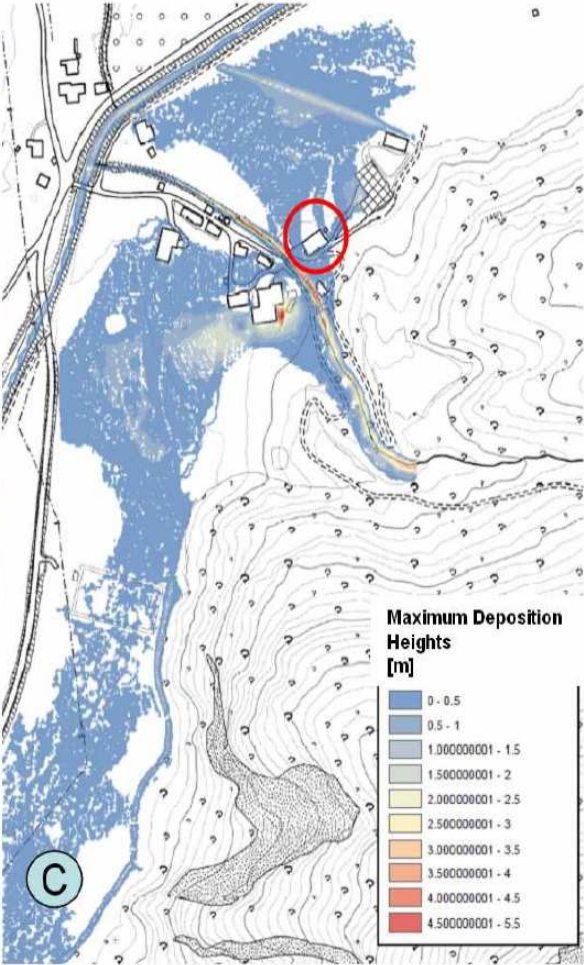 Maximum Deposition
Heights
[m]
0 - 0.5
0.5 - 1
1.000000001 - 1.5
1.500000001 - 2
2.000000001 - 2.5
2.500000001 - 3
3.000000001 - 3.5
3.500000001 - 4
4.000000001 - 4.5
4.500000001 - 5.5
C